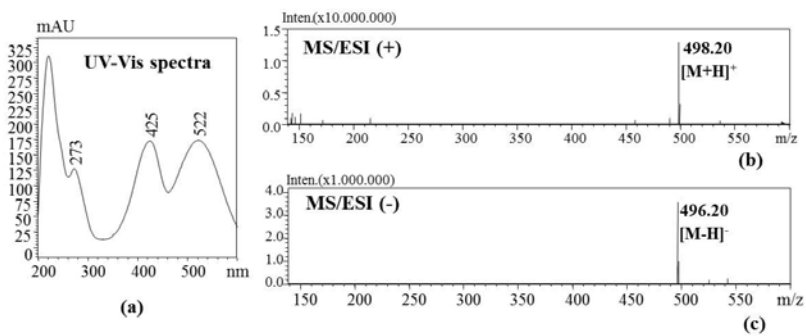 mAU
UV-Vis spectra
325
300
275
250
225
200
175
150
125
100
75
50
25
0
273
425
522
200 300 400 500 nm
(a)
Inten.(x10.000.000)
MS/ESI (+)
1.5
1.0
0.5
0.0
498.20
[M+H]+
150 200 250 300 350 400 450 500 550 m/z
(b)
Inten.(x1.000.000)
MS/ESI (-)
4.0
3.0
2.0
1.0
0.0
496.20
[M-H]-
150 200 250 300 350 400 450 500 550 m/z
(c)